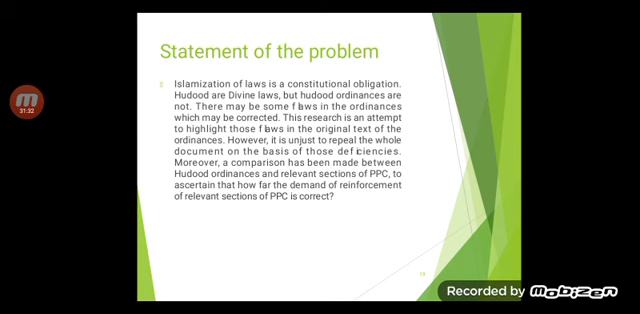 Statement of the problem
Islamization of laws is a constitutional obligation.
Hudood are Divine laws, but hudood ordinances are
not. There may be some flaws in the ordinances
which may be corrected. This research is an attempt
to highlight those flaws in the original text of the
ordinances. However, it is unjust to repeal the whole
document on the basis of those deficiencies.
Moreover, a comparison has been made between
Hudood ordinances and relevant sections of PPC, to
ascertain that how far the demand of reinforcement
of relevant sections of PPC is correct?
31:32
Recorded by mobizen